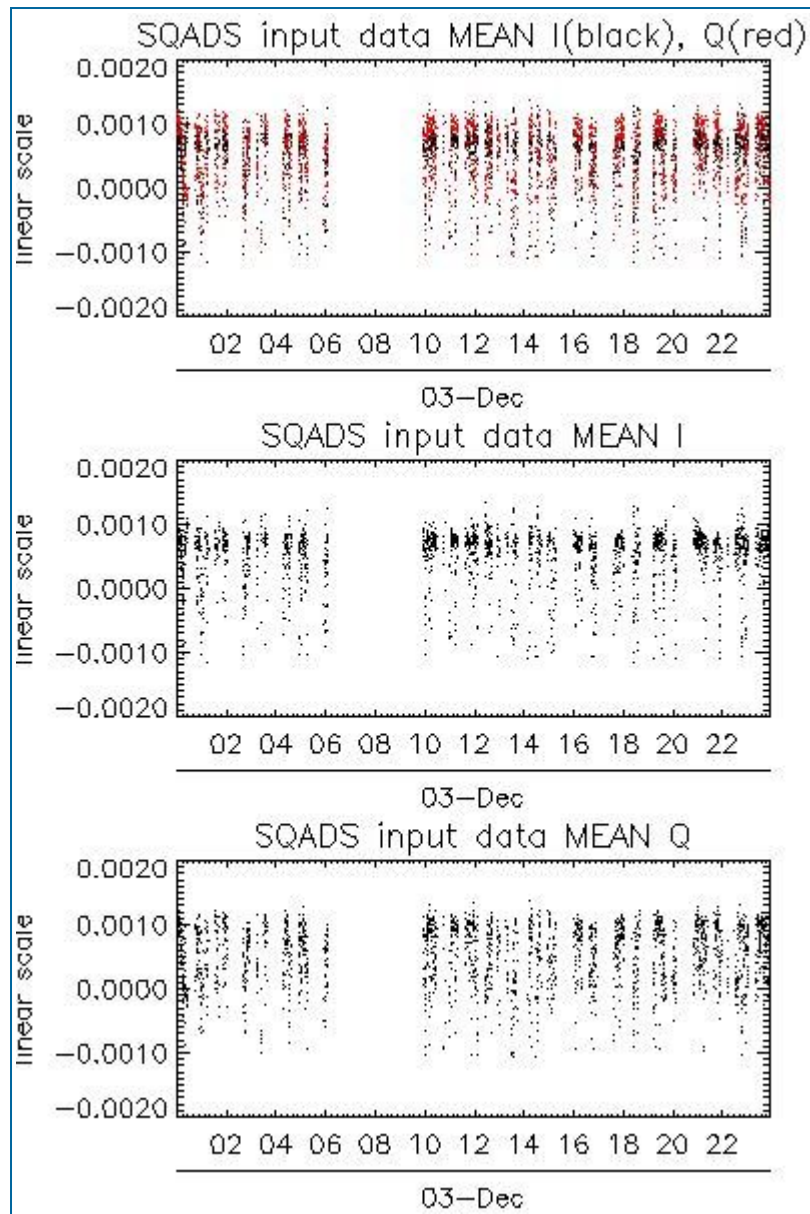 SQADS input data MEAN I(black), Q(red)
0.0020
0.0010
0.0000
−0.0010
−0.0020
linear scale
02 04 06 08 10 12 14 16 18 20 22
03−Dec
SQADS input data MEAN I
0.0020
0.0010
0.0000
−0.0010
−0.0020
linear scale
02 04 06 08 10 12 14 16 18 20 22
03−Dec
SQADS input data MEAN Q
0.0020
0.0010
0.0000
−0.0010
−0.0020
linear scale
02 04 06 08 10 12 14 16 18 20 22
03−Dec